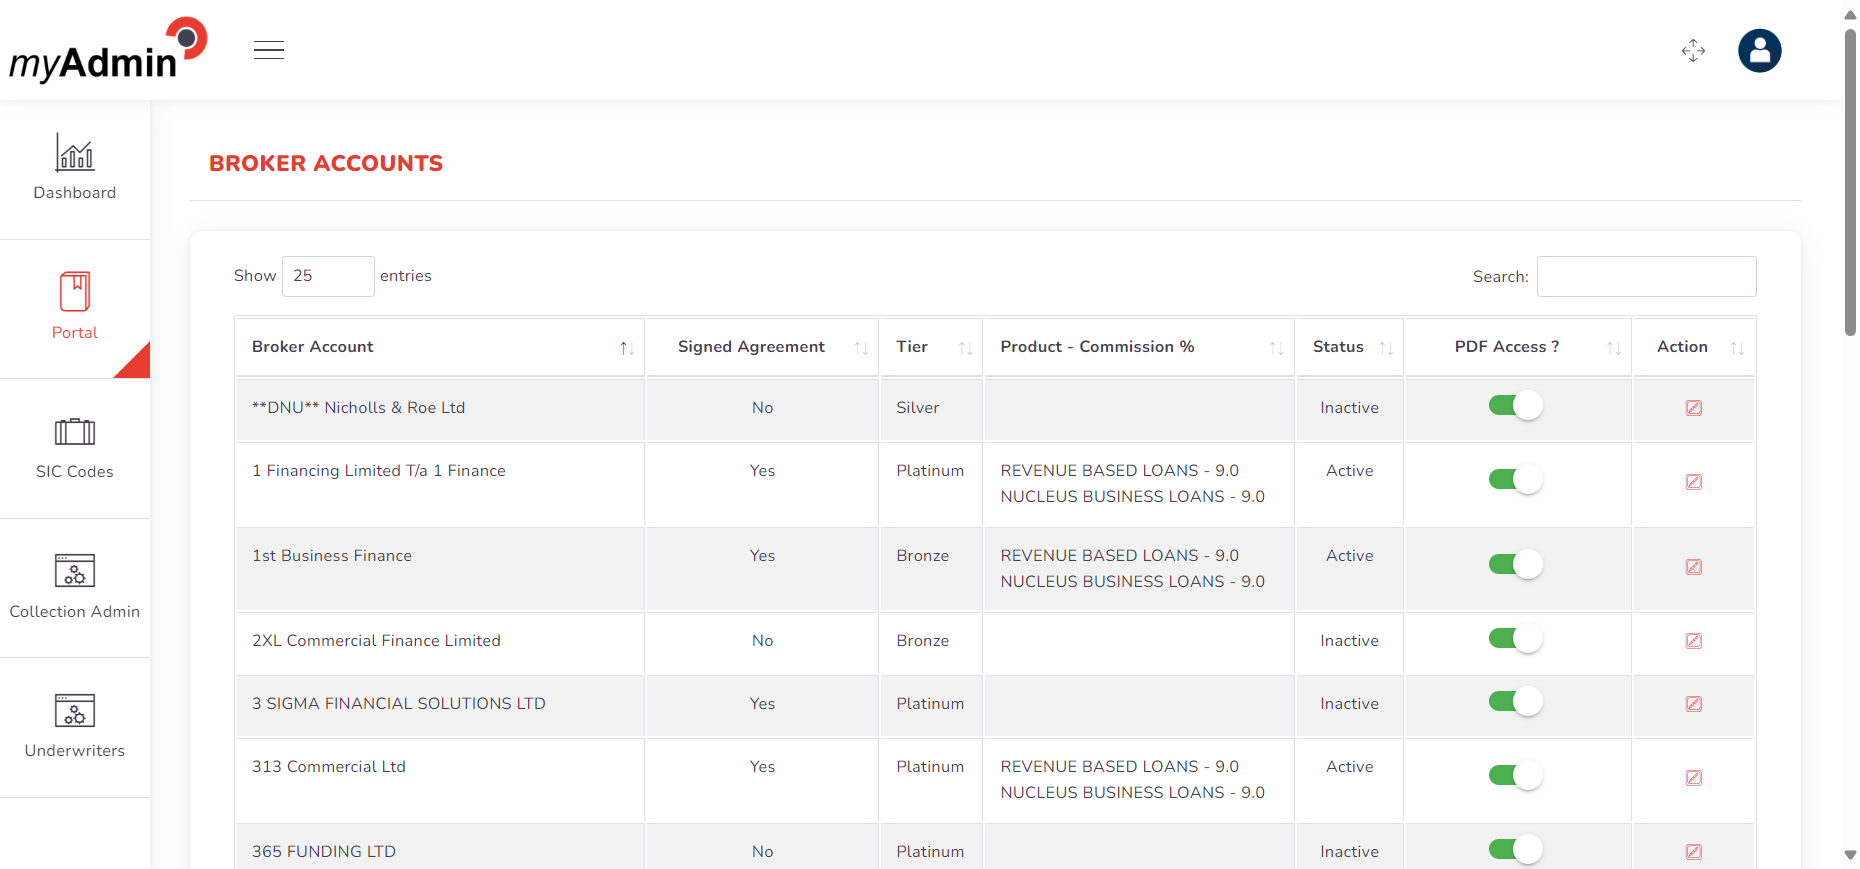 myAdmin
Dashboard
Portal
SIC Codes
Collection Admin
Underwriters
BROKER ACCOUNTS
Show 25 entries
Search:
Broker Account Signed Agreement Tier Product - Commission % Status PDF Access ? Action
**DNU** Nicholls & Roe Ltd No Silver Inactive
1 Financing Limited T/a 1 Finance Yes Platinum REVENUE BASED LOANS - 9.0 Active
NUCLEUS BUSINESS LOANS - 9.0
1st Business Finance Yes Bronze REVENUE BASED LOANS - 9.0 Active
NUCLEUS BUSINESS LOANS - 9.0
2XL Commercial Finance Limited No Bronze Inactive
3 SIGMA FINANCIAL SOLUTIONS LTD Yes Platinum Inactive
313 Commercial Ltd Yes Platinum REVENUE BASED LOANS - 9.0 Active
NUCLEUS BUSINESS LOANS - 9.0
365 FUNDING LTD No Platinum Inactive